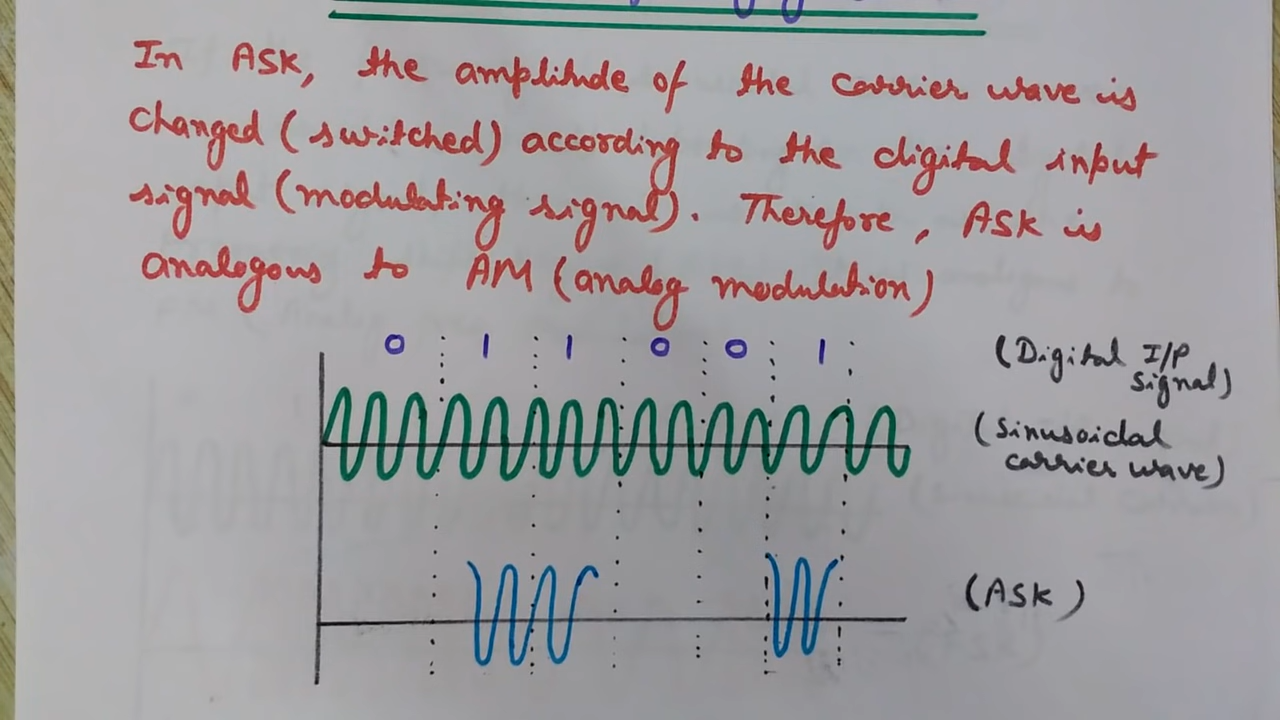 In ASK, the amplitude of the carrier wave is
changed (switched) according to the digital input
signal (modulating signal). Therefore, ASK is
analogous to AM (analog modulation)
0 1 1 0 0 1
(Digital I/P
signal)
(sinusoidal
carrier wave)
(ASK)